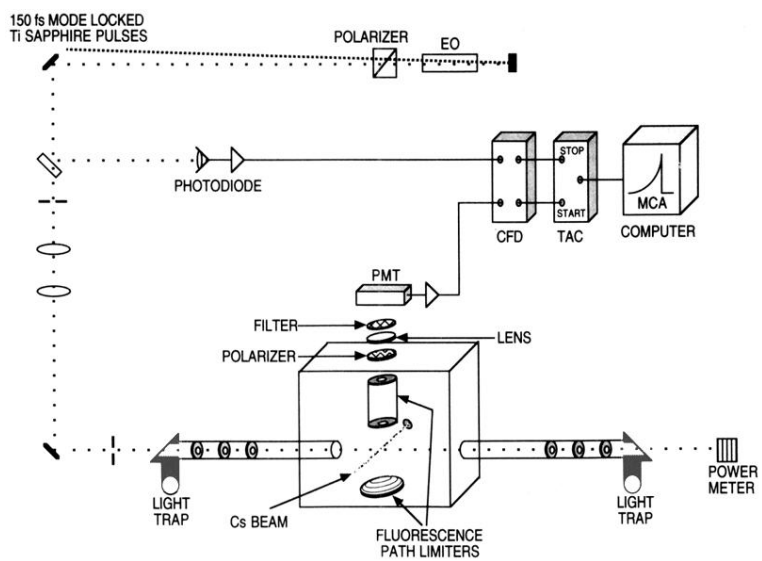 150 fs MODE LOCKED
Ti SAPPHIRE PULSES
POLARIZER
EO
PHOTODIODE
STOP
START
CFD
TAC
MCA
COMPUTER
PMT
FILTER
LENS
POLARIZER
LIGHT
TRAP
Cs BEAM
FLUORESCENCE
PATH LIMITERS
LIGHT
TRAP
POWER
METER